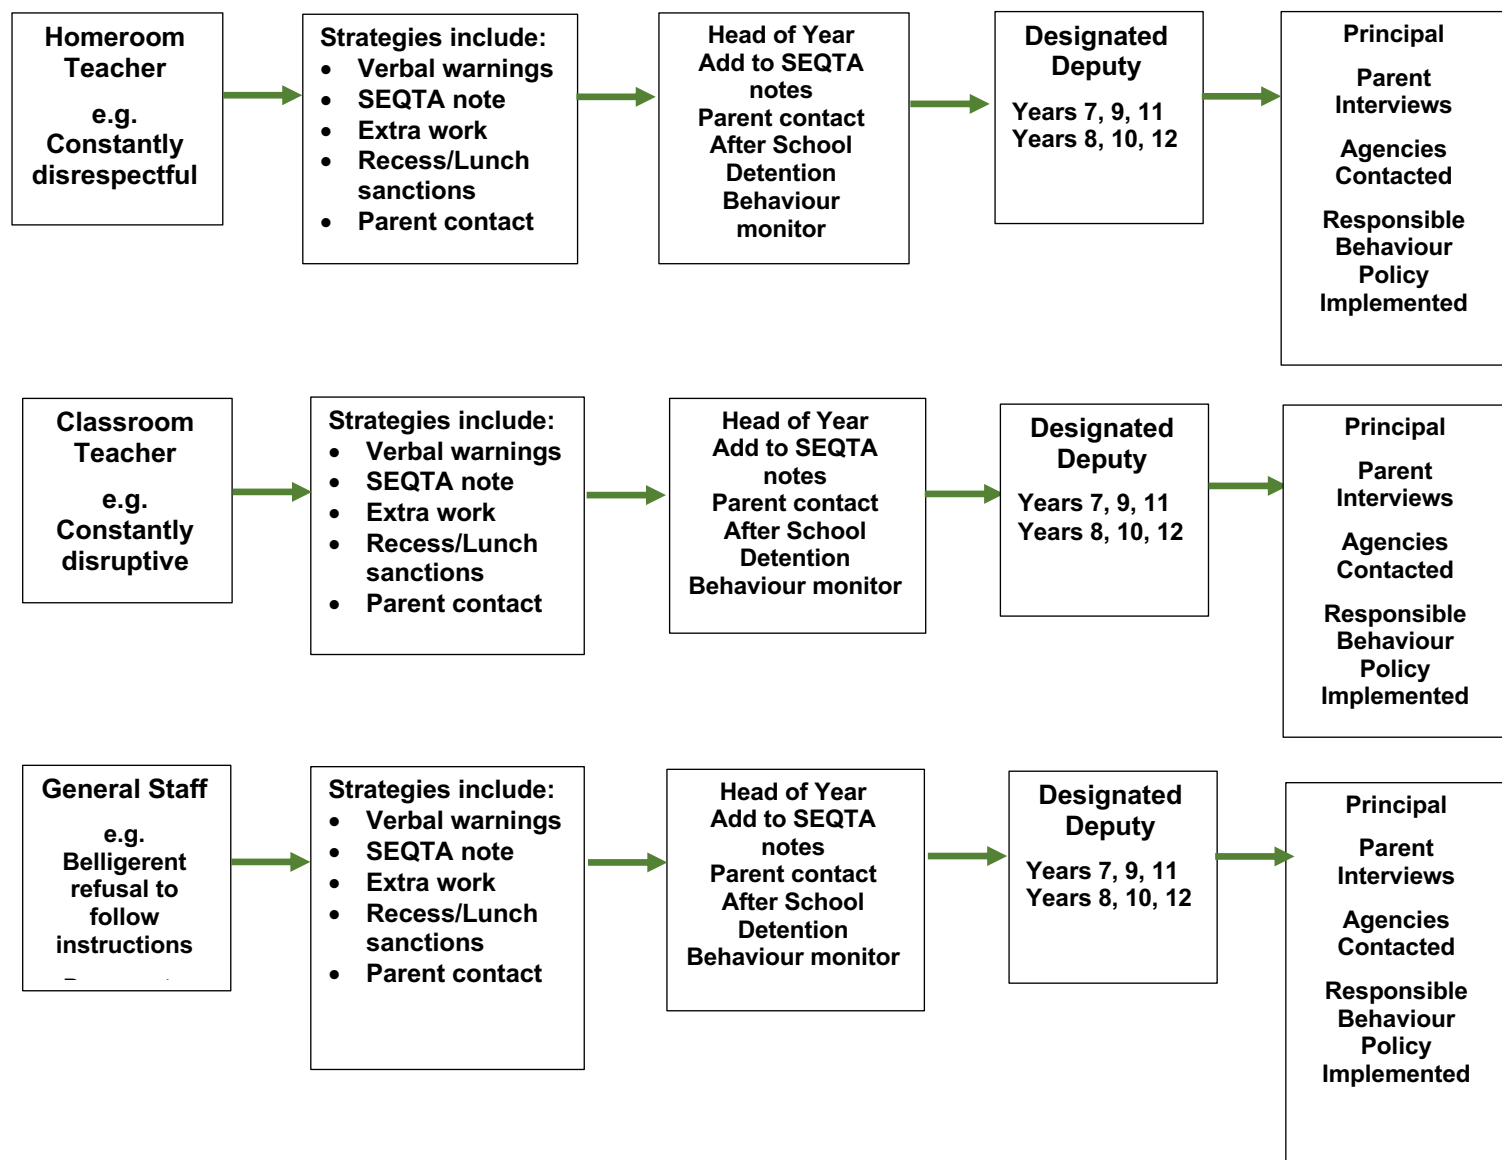 Homeroom
Teacher
e.g.
Constantly
disrespectful
Strategies include:
• Verbal warnings
• SEQTA note
• Extra work
• Recess/Lunch
sanctions
• Parent contact
Head of Year
Add to SEQTA
notes
Parent contact
After School
Detention
Behaviour
monitor
Designated
Deputy
Years 7, 9, 11
Years 8, 10, 12
Principal
Parent
Interviews
Agencies
Contacted
Responsible
Behaviour
Policy
Implemented
Classroom
Teacher
e.g.
Constantly
disruptive
Strategies include:
• Verbal warnings
• SEQTA note
• Extra work
• Recess/Lunch
sanctions
• Parent contact
Head of Year
Add to SEQTA
notes
Parent contact
After School
Detention
Behaviour monitor
Designated
Deputy
Years 7, 9, 11
Years 8, 10, 12
Principal
Parent
Interviews
Agencies
Contacted
Responsible
Behaviour
Policy
Implemented
General Staff
e.g.
Belligerent
refusal to
follow
instructions
Strategies include:
• Verbal warnings
• SEQTA note
• Extra work
• Recess/Lunch
sanctions
• Parent contact
Head of Year
Add to SEQTA
notes
Parent contact
After School
Detention
Behaviour monitor
Designated
Deputy
Years 7, 9, 11
Years 8, 10, 12
Principal
Parent
Interviews
Agencies
Contacted
Responsible
Behaviour
Policy
Implemented